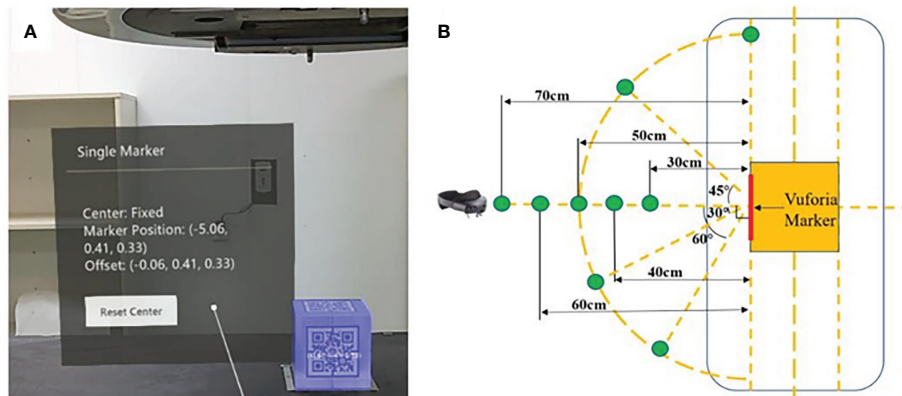 A
Single Marker
Center: Fixed
Marker Position: (-5.06,
0.41, 0.33)
Offset: (-0.06, 0.41, 0.33)
Reset Center
B
70cm
50cm
30cm
45°
30°
60°
Vuforia
Marker
40cm
60cm